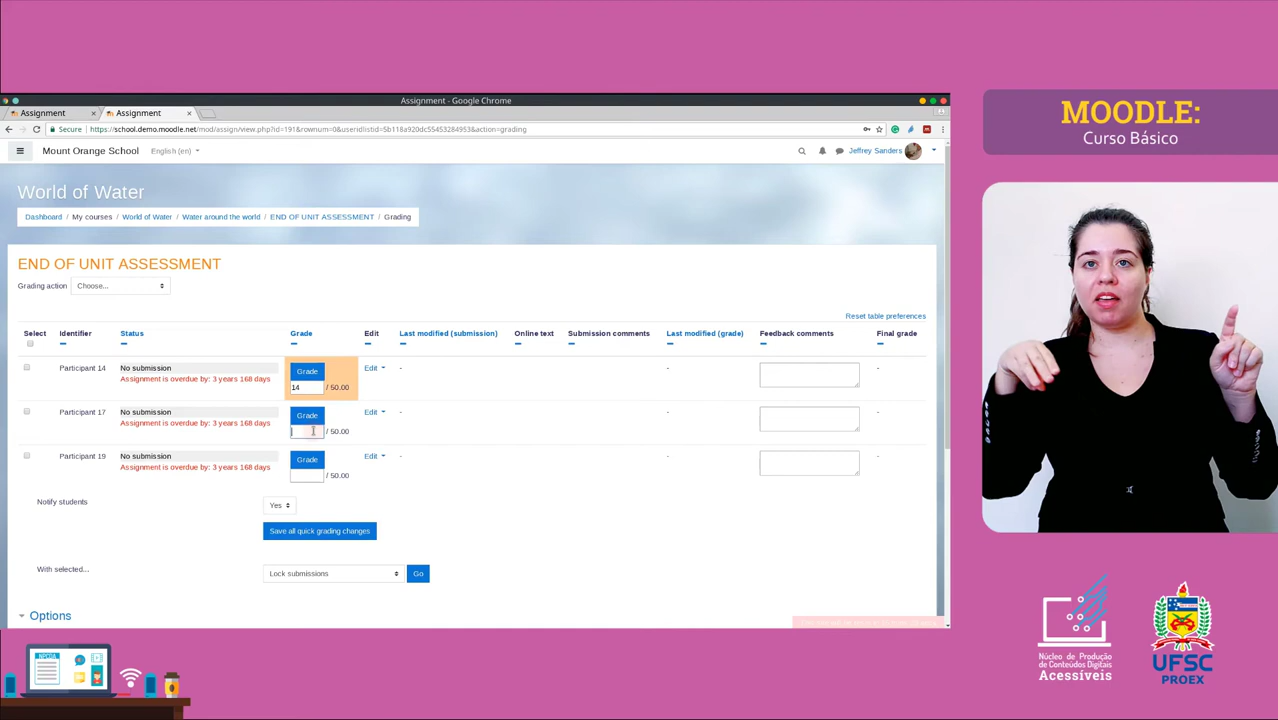 Assignment - Google Chrome
Assignment
Assignment
Secure
https://school.demo.moodle.net/mod/assign/view.php?id=191&rownum=0&useridlistid=5b118a920dc55453284953&action=grading
Mount Orange School
English (en)
Jeffrey Sanders
World of Water
Dashboard / My courses / World of Water / Water around the world / END OF UNIT ASSESSMENT / Grading
END OF UNIT ASSESSMENT
Grading action
Choose...
Reset table preferences
Select Identifier Status Grade Edit Last modified (submission) Online text Submission comments Last modified (grade) Feedback comments Final grade
Participant 14 No submission Grade Edit - - -
Assignment is overdue by: 3 years 168 days
14 / 50.00
Participant 17 No submission Grade Edit - - -
Assignment is overdue by: 3 years 168 days
/ 50.00
Participant 19 No submission Grade Edit - - -
Assignment is overdue by: 3 years 168 days
/ 50.00
Notify students
Yes
Save all quick grading changes
With selected...
Lock submissions
Go
Options
MOODLE:
Curso Básico
Núcleo de Produção
de Conteúdos Digitais
Acessíveis
UFSC
PROEX
NPCDA